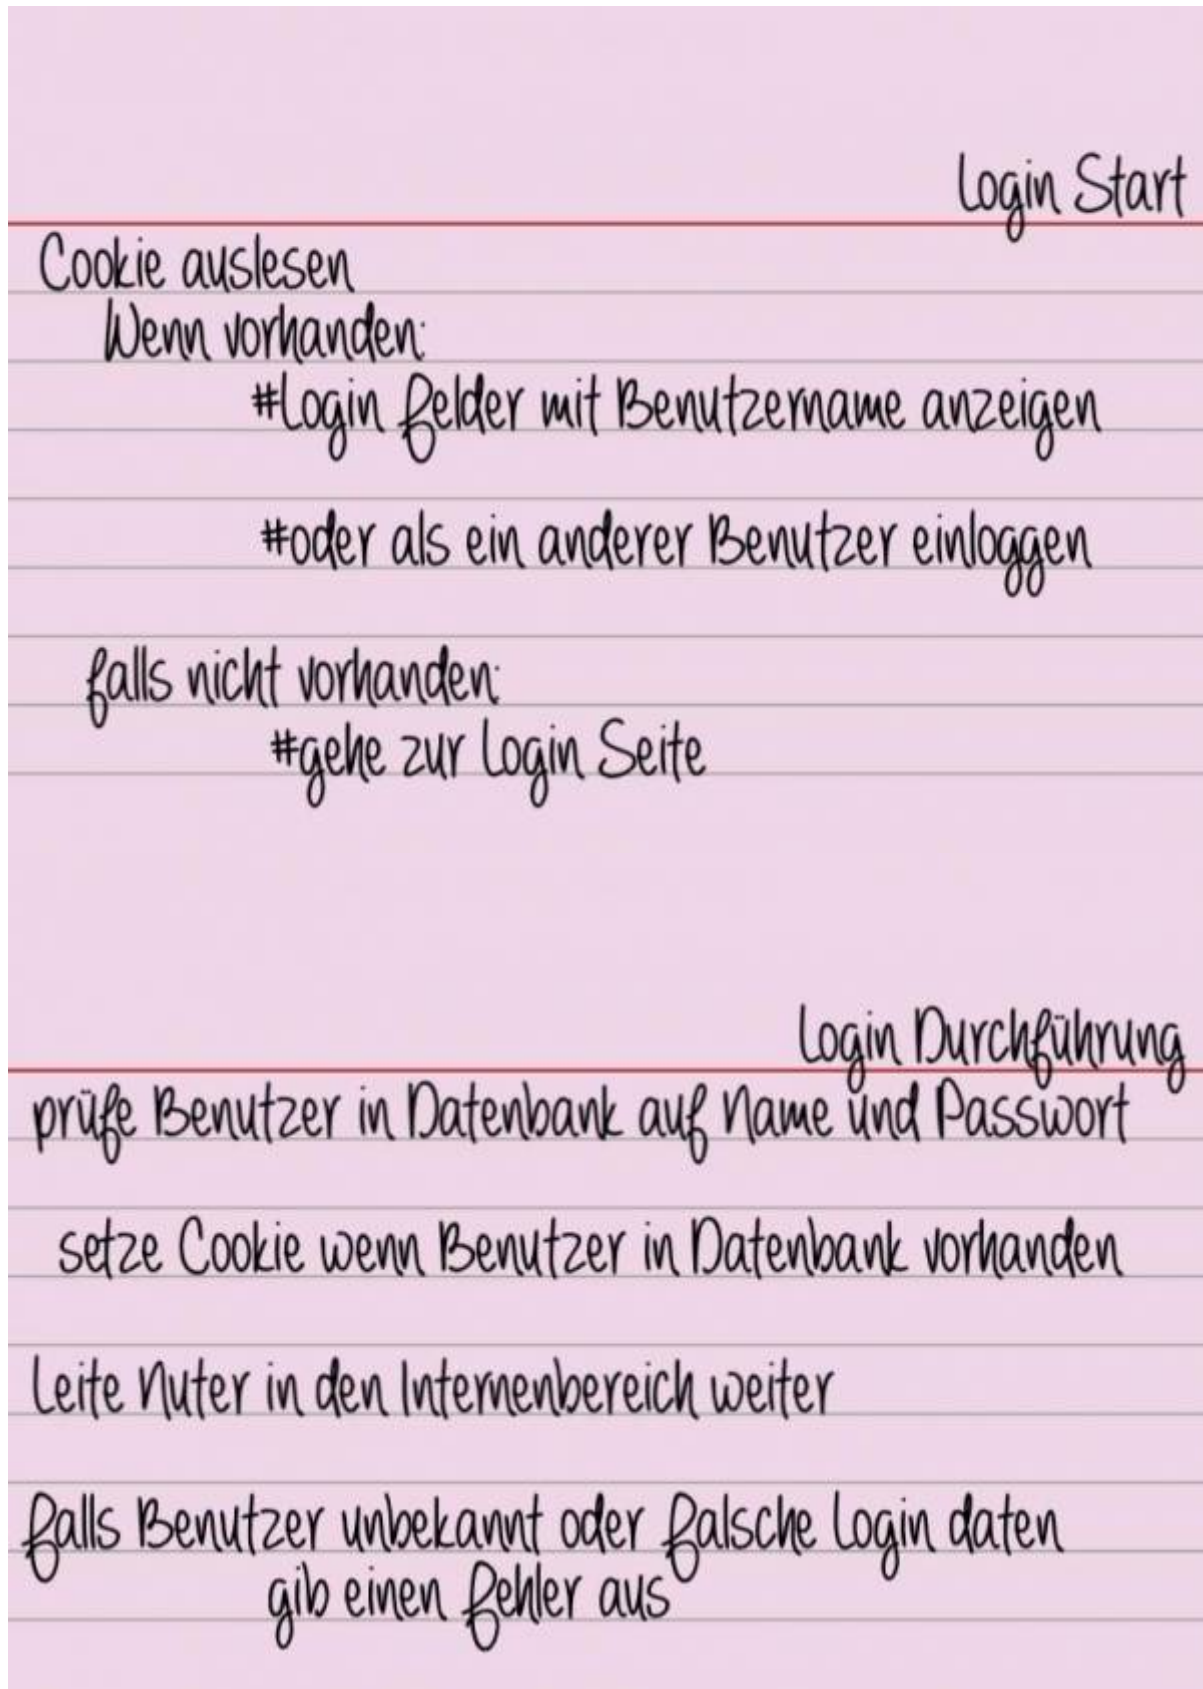 Login Start
Cookie auslesen
Wenn vorhanden:
#Login felder mit Benutzername anzeigen
#oder als ein anderer Benutzer einloggen
falls nicht vorhanden:
#gehe zur Login Seite
Login Durchführung
prüfe Benutzer in Datenbank auf Name und Passwort
setze Cookie wenn Benutzer in Datenbank vorhanden
Leite Nuter in den Internenbereich weiter
falls Benutzer unbekannt oder falsche Login daten
gib einen fehler aus